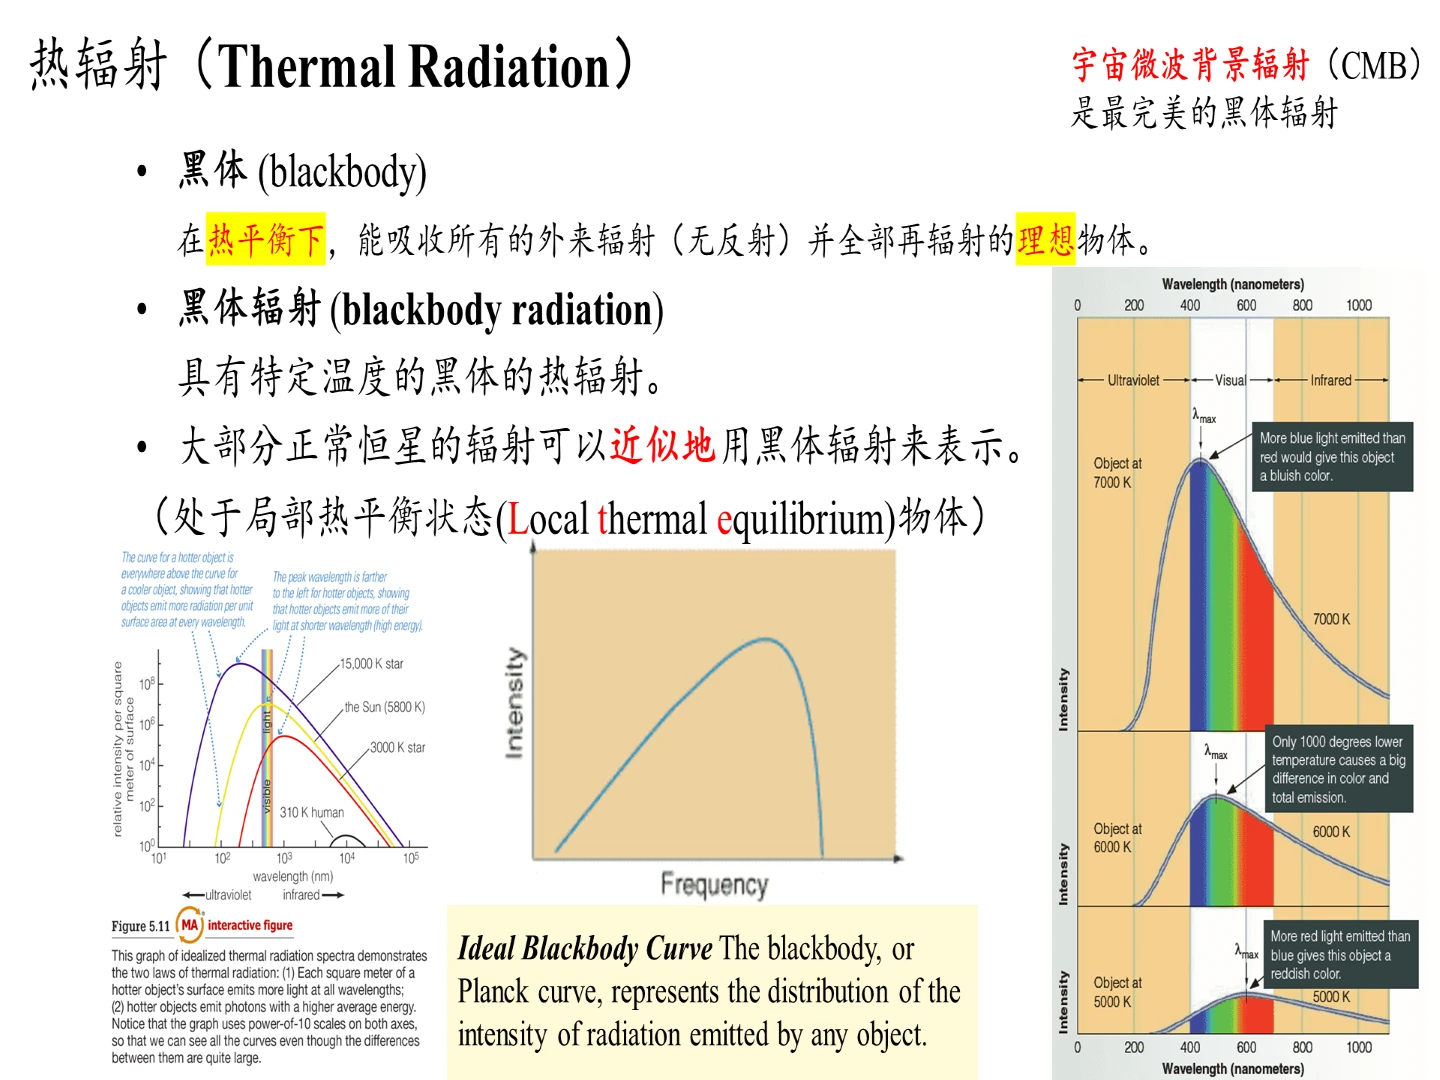 热辐射（Thermal Radiation）
宇宙微波背景辐射（CMB）
是最完美的黑体辐射
• 黑体 (blackbody)
在热平衡下，能吸收所有的外来辐射（无反射）并全部再辐射的理想物体。
• 黑体辐射 (blackbody radiation)
具有特定温度的黑体的热辐射。
• 大部分正常恒星的辐射可以近似地用黑体辐射来表示。
（处于局部热平衡状态(Local thermal equilibrium)物体）
The curve for a hotter object is
everywhere above the curve for
a cooler object, showing that hotter
objects emit more radiation per unit
surface area at every wavelength.
The peak wavelength is farther
to the left for hotter objects, showing
that hotter objects emit more of their
light at shorter wavelength (high energy).
relative intensity per square
meter of surface
10⁸
10⁶
10⁴
10²
10⁰
15,000 K star
the Sun (5800 K)
3000 K star
310 K human
visible
light
10¹ 10² 10³ 10⁴ 10⁵
wavelength (nm)
ultraviolet infrared
Figure 5.11 MA interactive figure
This graph of idealized thermal radiation spectra demonstrates
the two laws of thermal radiation: (1) Each square meter of a
hotter object's surface emits more light at all wavelengths;
(2) hotter objects emit photons with a higher average energy.
Notice that the graph uses power-of-10 scales on both axes,
so that we can see all the curves even though the differences
between them are quite large.
Intensity
Frequency
Ideal Blackbody Curve The blackbody, or
Planck curve, represents the distribution of the
intensity of radiation emitted by any object.
Wavelength (nanometers)
0 200 400 600 800 1000
Ultraviolet Visual Infrared
λmax
More blue light emitted than
red would give this object
a bluish color.
Object at
7000 K
7000 K
Intensity
λmax
Only 1000 degrees lower
temperature causes a big
difference in color and
total emission.
Object at
6000 K
6000 K
Intensity
λmax
More red light emitted than
blue gives this object a
reddish color.
Object at
5000 K
5000 K
Intensity
0 200 400 600 800 1000
Wavelength (nanometers)